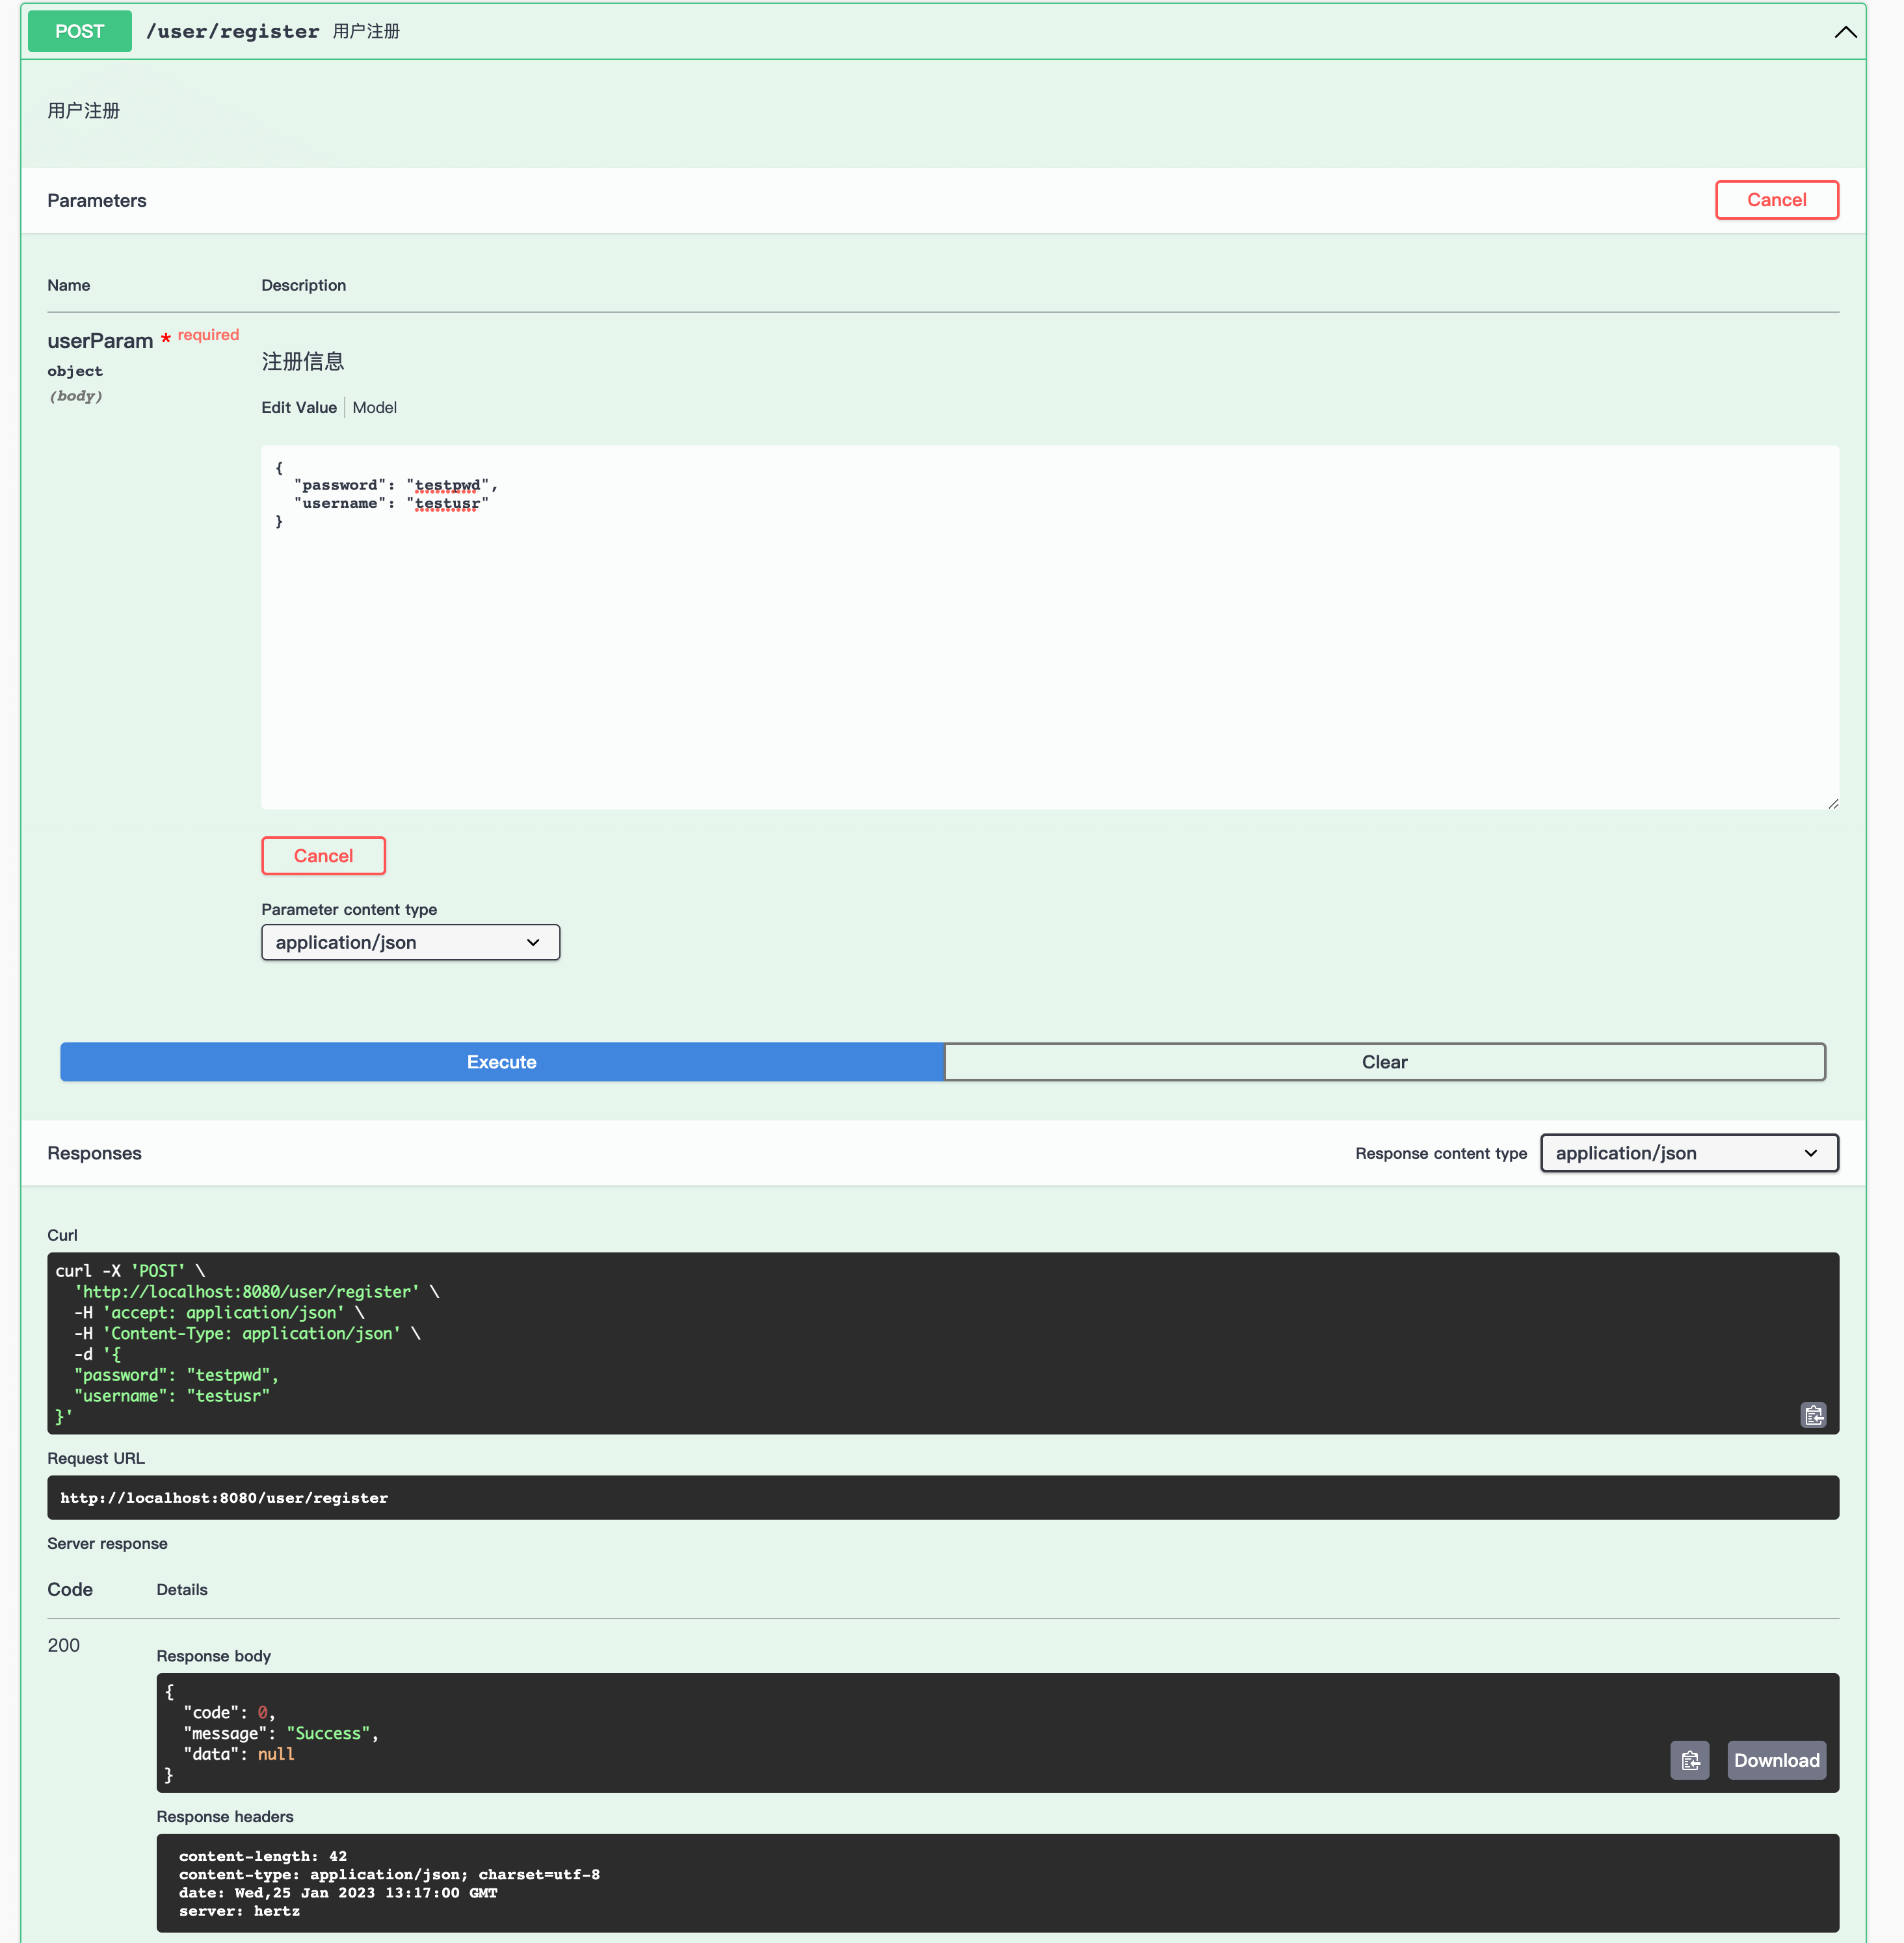 POST /user/register 用户注册
用户注册
Parameters Cancel
Name Description
userParam * required
object
(body)
注册信息
Edit Value Model
{
  "password": "testpwd",
  "username": "testusr"
}
Cancel
Parameter content type
application/json
Execute Clear
Responses Response content type application/json
Curl
curl -X 'POST' \
  'http://localhost:8080/user/register' \
  -H 'accept: application/json' \
  -H 'Content-Type: application/json' \
  -d '{
  "password": "testpwd",
  "username": "testusr"
}'
Request URL
http://localhost:8080/user/register
Server response
Code Details
200
Response body
{
  "code": 0,
  "message": "Success",
  "data": null
}
Download
Response headers
content-length: 42
content-type: application/json; charset=utf-8
date: Wed,25 Jan 2023 13:17:00 GMT
server: hertz